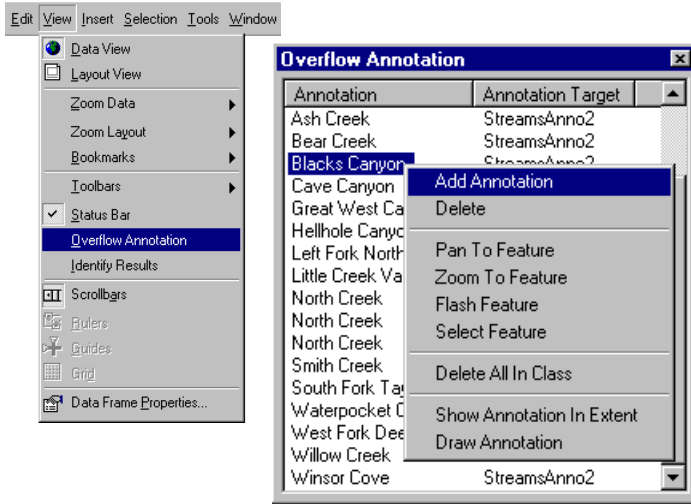 Edit View Insert Selection Tools Window
Data View
Layout View
Zoom Data
Zoom Layout
Bookmarks
Toolbars
Status Bar
Overflow Annotation
Identify Results
Scrollbars
Rulers
Guides
Grid
Data Frame Properties...
Overflow Annotation
Annotation Annotation Target
Ash Creek StreamsAnno2
Bear Creek StreamsAnno2
Blacks Canyon StreamsAnno2
Cave Canyon
Great West Ca
Hellhole Canyo
Left Fork North
Little Creek Va
North Creek
North Creek
North Creek
Smith Creek
South Fork Ta
Waterpocket
West Fork Dee
Willow Creek
Winsor Cove StreamsAnno2
Add Annotation
Delete
Pan To Feature
Zoom To Feature
Flash Feature
Select Feature
Delete All In Class
Show Annotation In Extent
Draw Annotation